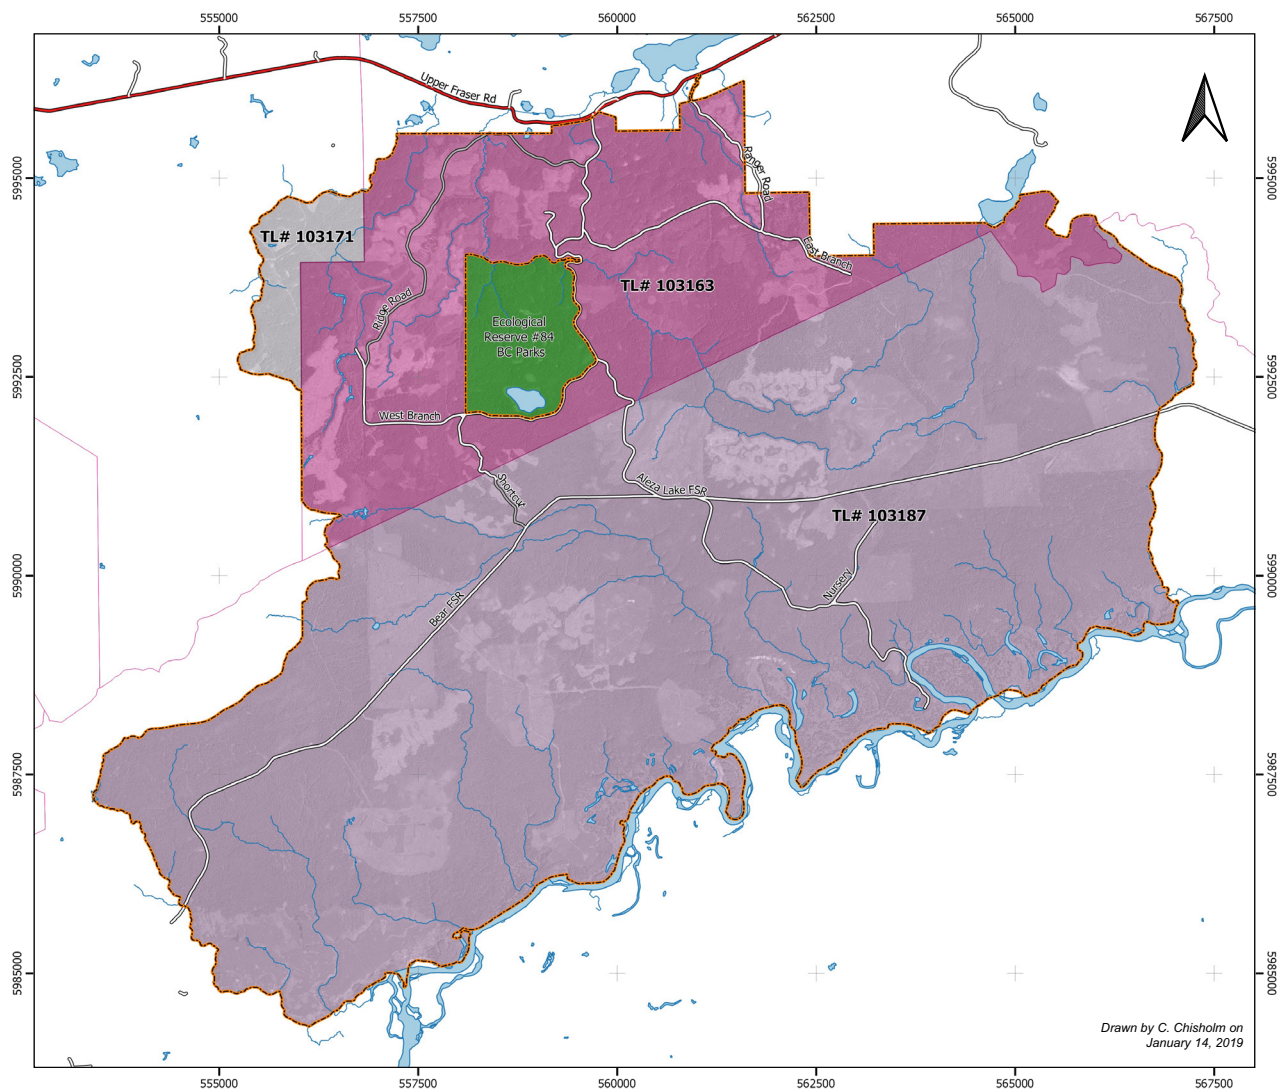 555000
557500
560000
562500
565000
567500
Upper Fraser Rd
5995000
5995000
Ranger Road
TL# 103171
East Branch
TL# 103163
Ridge Road
Ecological
Reserve #84
BC Parks
5992500
5992500
West Branch
Shortcut
Aleza Lake FSR
TL# 103187
5990000
5990000
Nursery
Bear FSR
5987500
5987500
5985000
5985000
Drawn by C. Chisholm on
January 14, 2019
555000
557500
560000
562500
565000
567500